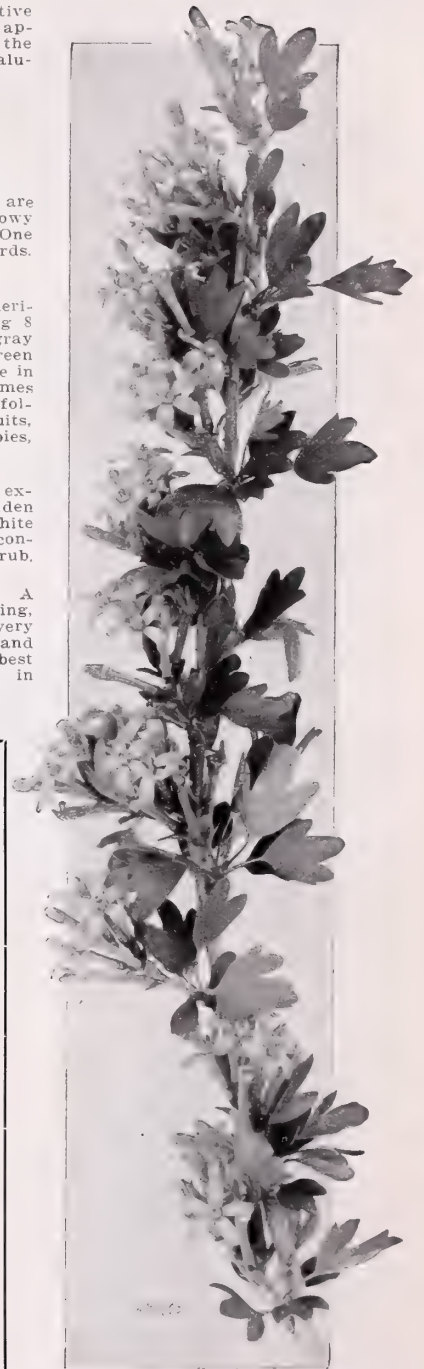 tive
ap-
the
alu-
are
owy
One
rds.
eri-
g 8
gray
reen
e in
mes
fol-
uits,
pies,
ex-
den
hite
con-
rub.
A
ing,
very
and
best
in